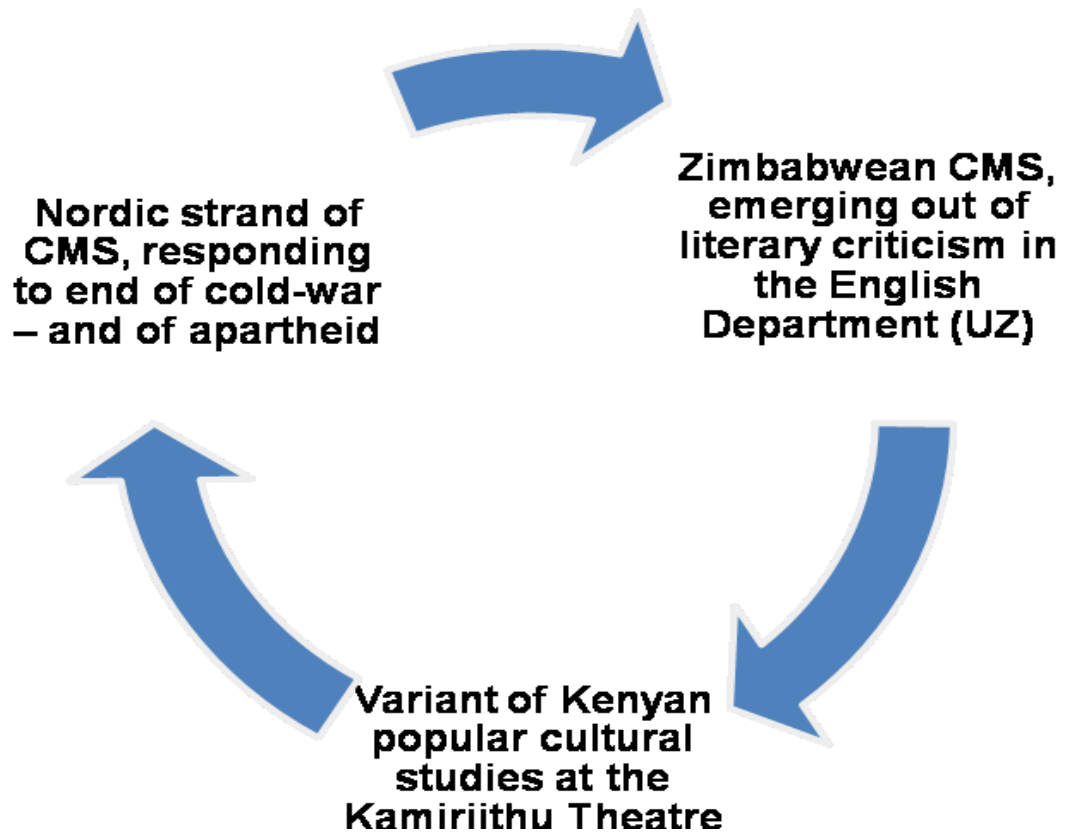 Nordic strand of
CMS, responding
to end of cold-war
– and of apartheid
Zimbabwean CMS,
emerging out of
literary criticism in
the English
Department (UZ)
Variant of Kenyan
popular cultural
studies at the
Kamiriithu Theatre